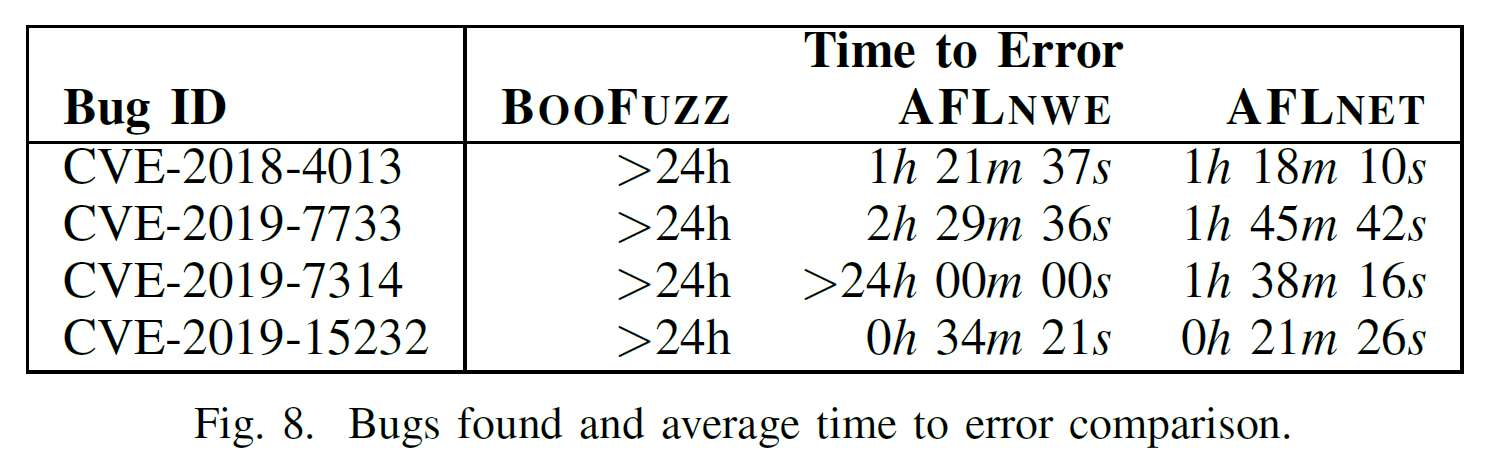 Time to Error
Bug ID BOOFUZZ AFLNWE AFLNET
CVE-2018-4013 >24h 1h 21m 37s 1h 18m 10s
CVE-2019-7733 >24h 2h 29m 36s 1h 45m 42s
CVE-2019-7314 >24h >24h 00m 00s 1h 38m 16s
CVE-2019-15232 >24h 0h 34m 21s 0h 21m 26s
Fig. 8. Bugs found and average time to error comparison.